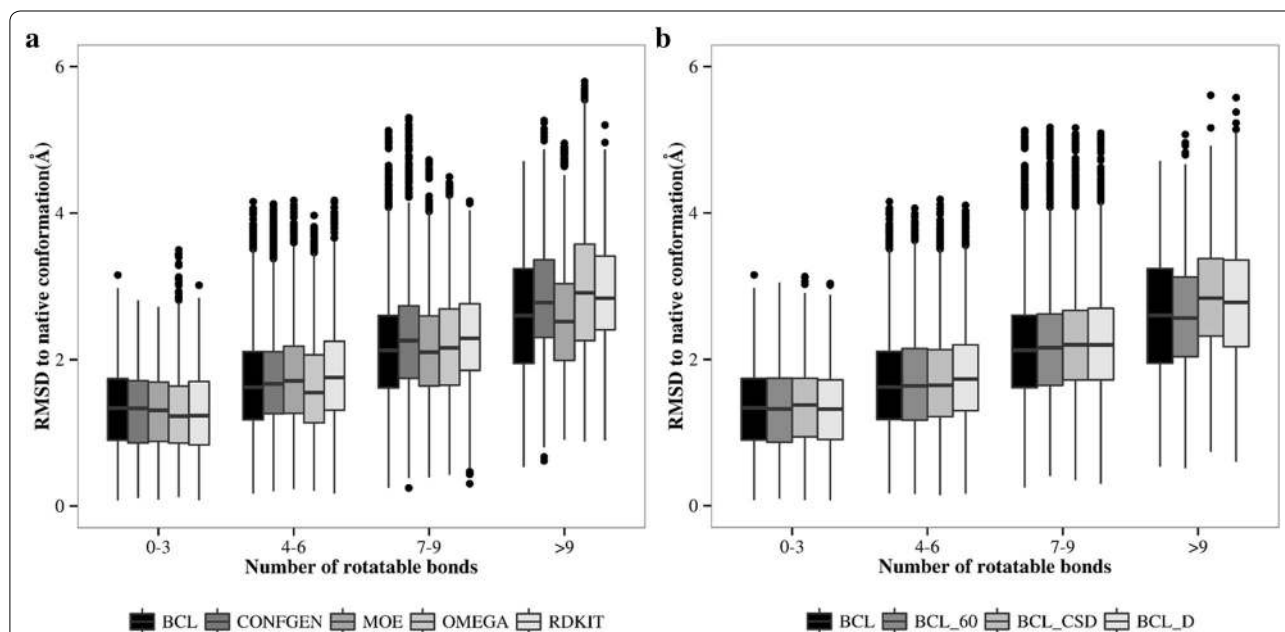 a
6
4
2
0
RMSD to native conformation(Å)
0-3
4-6
7-9
>9
Number of rotatable bonds
BCL CONFGEN MOE OMEGA RDKIT
b
6
4
2
0
RMSD to native conformation(Å)
0-3
4-6
7-9
>9
Number of rotatable bonds
BCL BCL_60 BCL_CSD BCL_D